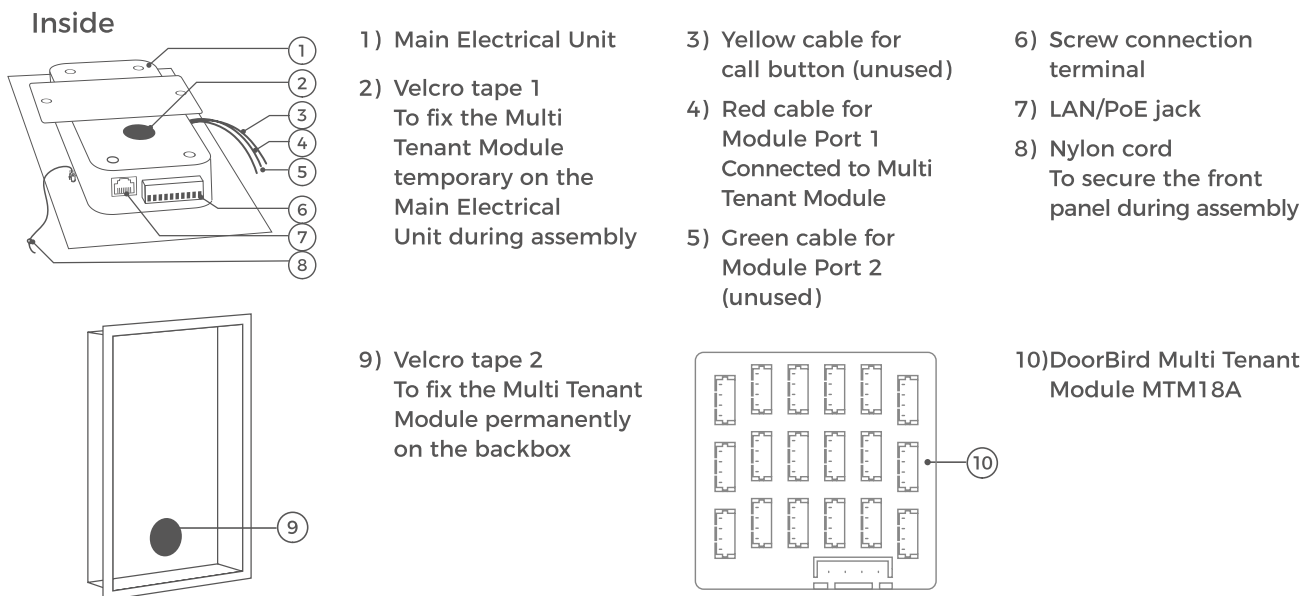 Inside
1
2
3
4
5
6
7
8
1) Main Electrical Unit
2) Velcro tape 1
To fix the Multi
Tenant Module
temporary on the
Main Electrical
Unit during assembly
3) Yellow cable for
call button (unused)
4) Red cable for
Module Port 1
Connected to Multi
Tenant Module
5) Green cable for
Module Port 2
(unused)
6) Screw connection
terminal
7) LAN/PoE jack
8) Nylon cord
To secure the front
panel during assembly
9
9) Velcro tape 2
To fix the Multi Tenant
Module permanently
on the backbox
10
10)DoorBird Multi Tenant
Module MTM18A